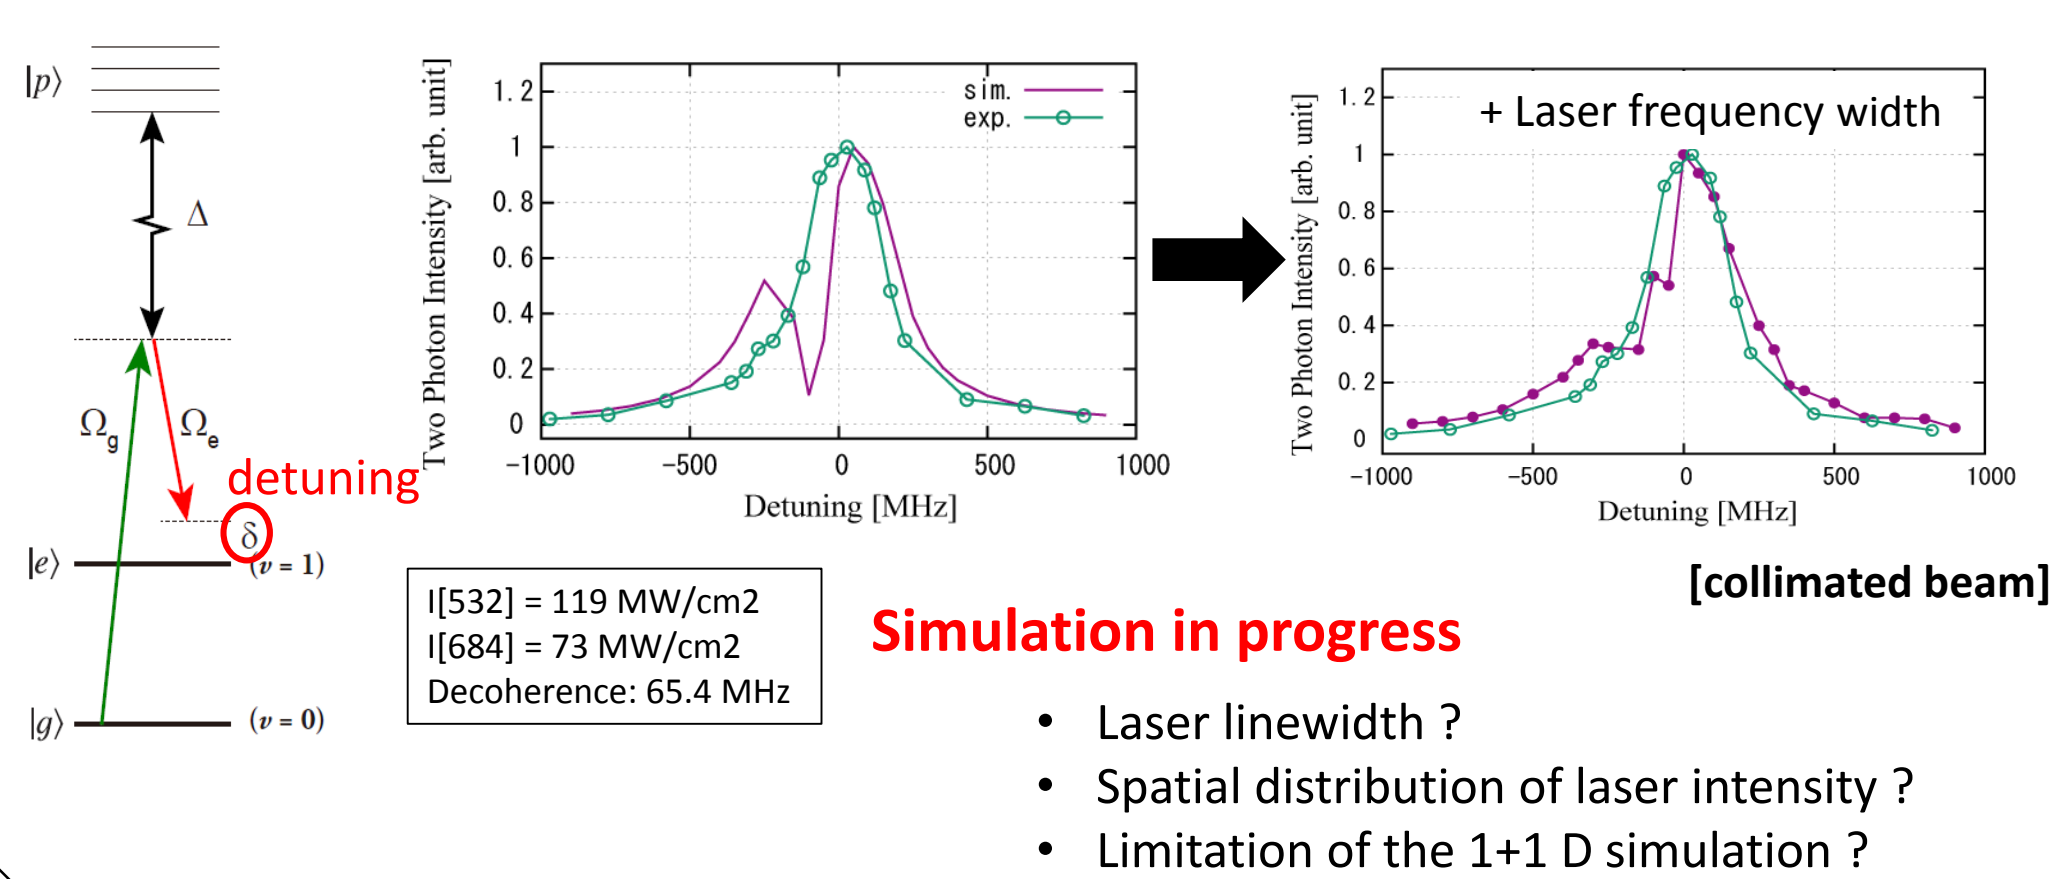 |p⟩
Δ
Ω_g
Ω_e
detuning
δ
|e⟩
(v = 1)
|g⟩
(v = 0)
Two Photon Intensity [arb. unit]
1.2
1
0.8
0.6
0.4
0.2
0
sim.
exp.
-1000
-500
0
500
1000
Detuning [MHz]
Two Photon Intensity [arb. unit]
1.2
1
0.8
0.6
0.4
0.2
0
+ Laser frequency width
-1000
-500
0
500
1000
Detuning [MHz]
[collimated beam]
I[532] = 119 MW/cm2
I[684] = 73 MW/cm2
Decoherence: 65.4 MHz
Simulation in progress
• Laser linewidth ?
• Spatial distribution of laser intensity ?
• Limitation of the 1+1 D simulation ?